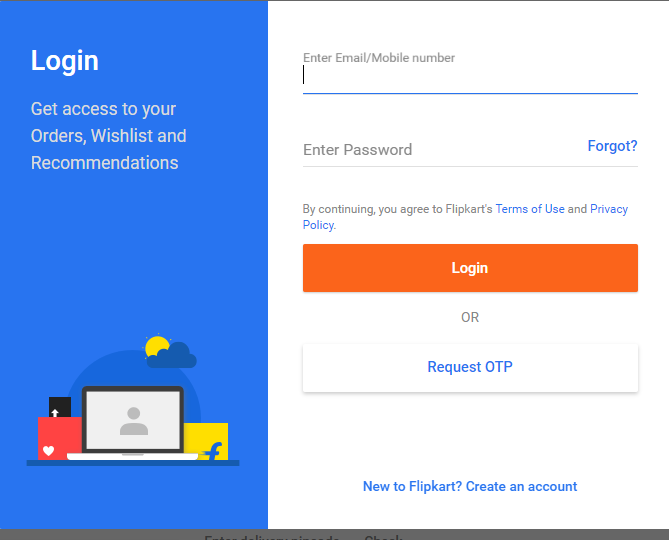 Login
Get access to your
Orders, Wishlist and
Recommendations
Enter Email/Mobile number
Enter Password
Forgot?
By continuing, you agree to Flipkart's Terms of Use and Privacy
Policy.
Login
OR
Request OTP
New to Flipkart? Create an account